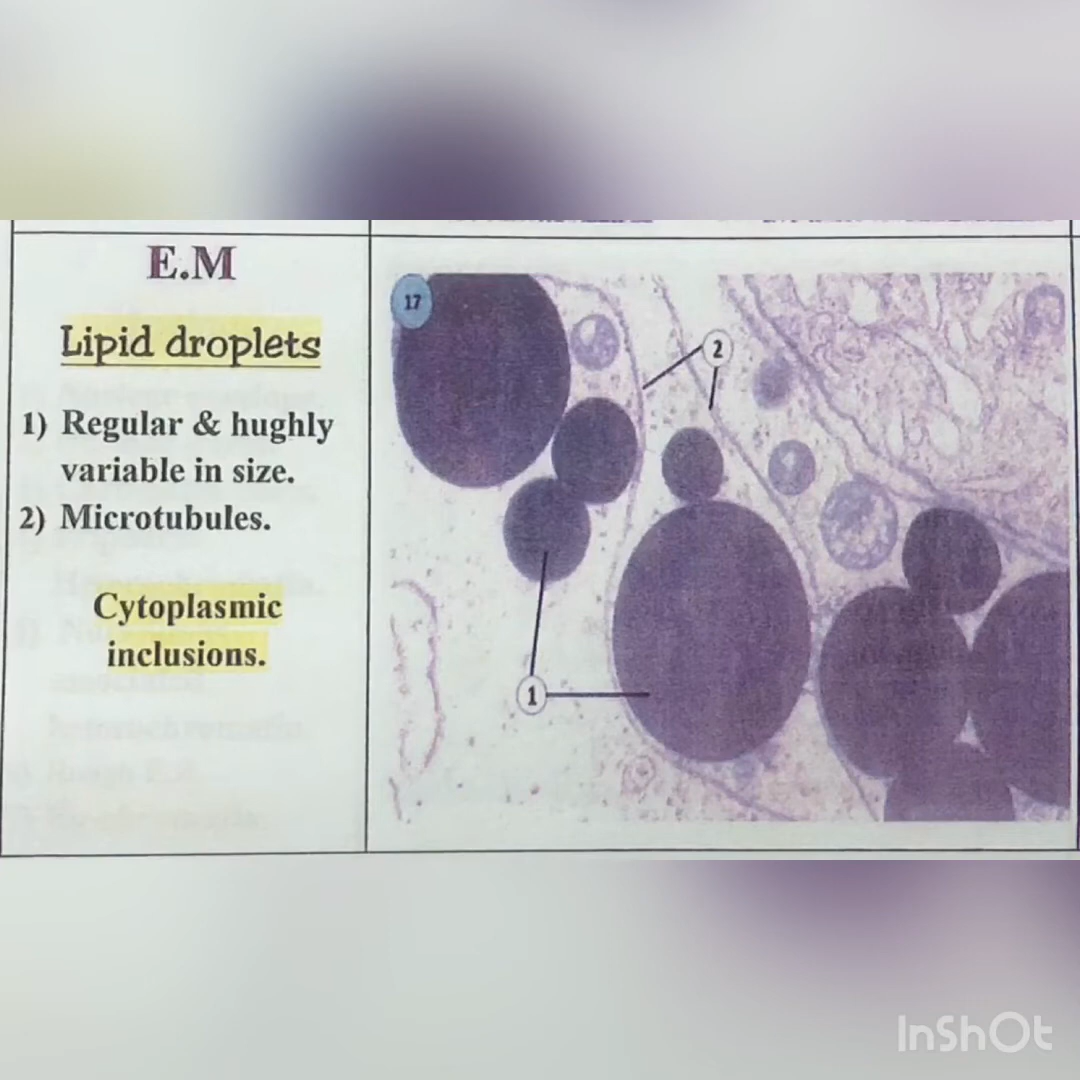 E.M
Lipid droplets
1) Regular & hughly
variable in size.
2) Microtubules.
Cytoplasmic
inclusions.
17
2
1
InShOt